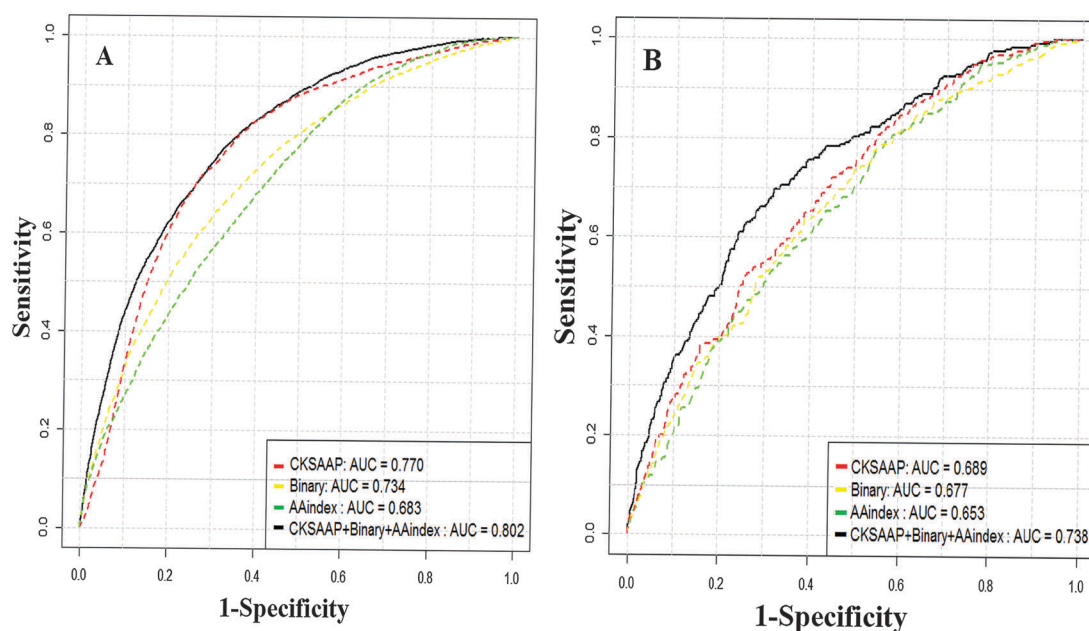 A
Sensitivity
1.0
0.8
0.6
0.4
0.2
0.0
CKSAAP: AUC = 0.770
Binary: AUC = 0.734
AAindex : AUC = 0.683
CKSAAP+Binary+AAindex : AUC = 0.802
0.0 0.2 0.4 0.6 0.8 1.0
1-Specificity
B
Sensitivity
1.0
0.8
0.6
0.4
0.2
0.0
CKSAAP: AUC = 0.689
Binary: AUC = 0.677
AAindex : AUC = 0.653
CKSAAP+Binary+AAindex : AUC = 0.738
0.0 0.2 0.4 0.6 0.8 1.0
1-Specificity